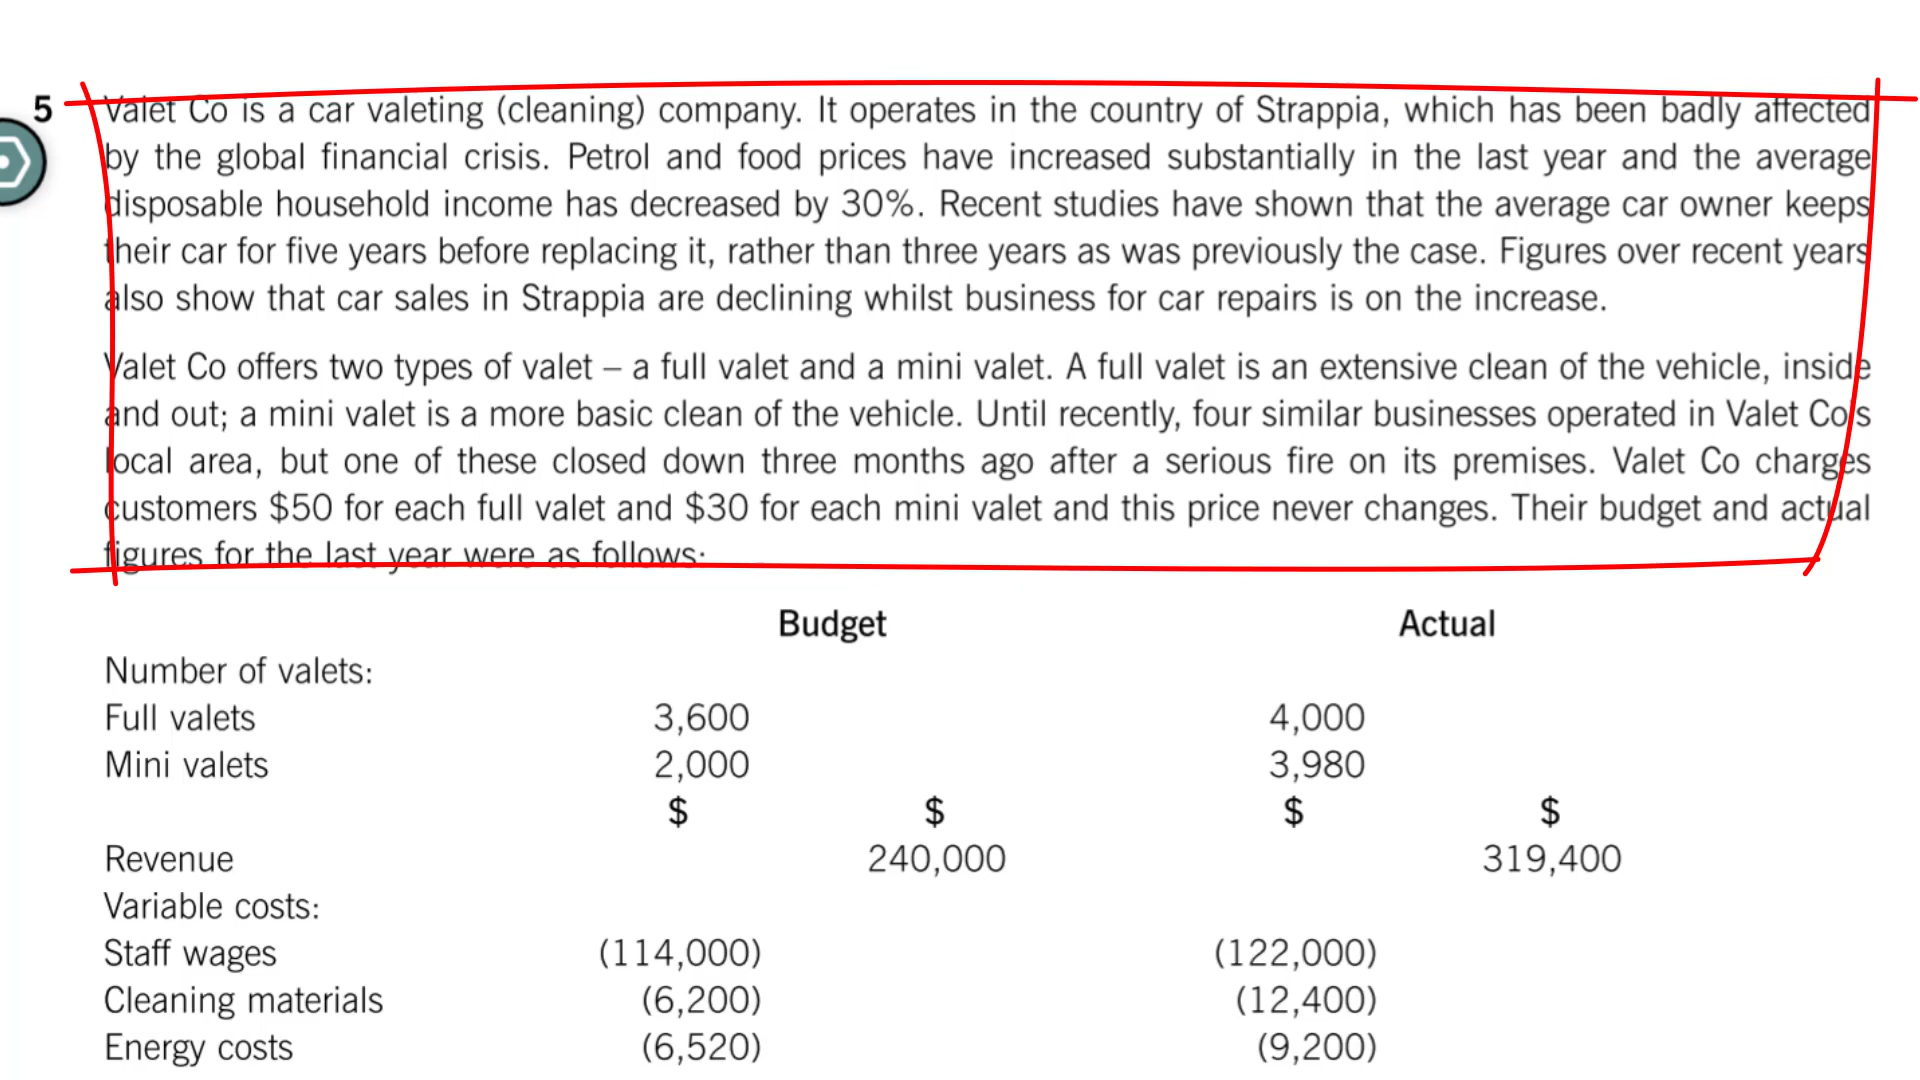 5 Valet Co is a car valeting (cleaning) company. It operates in the country of Strappia, which has been badly affected
by the global financial crisis. Petrol and food prices have increased substantially in the last year and the average
disposable household income has decreased by 30%. Recent studies have shown that the average car owner keeps
their car for five years before replacing it, rather than three years as was previously the case. Figures over recent years
also show that car sales in Strappia are declining whilst business for car repairs is on the increase.
Valet Co offers two types of valet – a full valet and a mini valet. A full valet is an extensive clean of the vehicle, inside
and out; a mini valet is a more basic clean of the vehicle. Until recently, four similar businesses operated in Valet Co's
local area, but one of these closed down three months ago after a serious fire on its premises. Valet Co charges
customers $50 for each full valet and $30 for each mini valet and this price never changes. Their budget and actual
figures for the last year were as follows:
Budget Actual
Number of valets:
Full valets 3,600 4,000
Mini valets 2,000 3,980
$ $ $ $
Revenue 240,000 319,400
Variable costs:
Staff wages (114,000) (122,000)
Cleaning materials (6,200) (12,400)
Energy costs (6,520) (9,200)